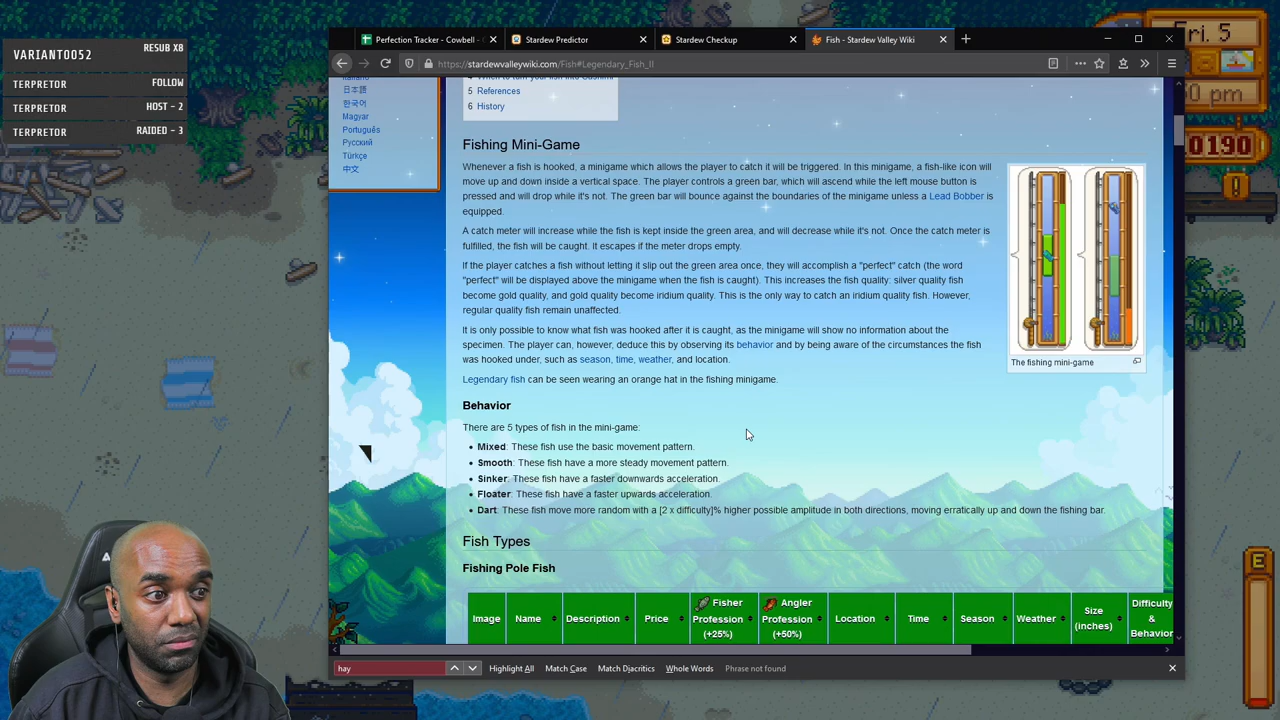 VARIANT0052 RESUB X8
TERPRETOR FOLLOW
TERPRETOR HOST - 2
TERPRETOR RAIDED - 3
Perfection Tracker - Cowbell -
Stardew Predictor
Stardew Checkup
Fish - Stardew Valley Wiki
https://stardewvalleywiki.com/Fish#Legendary_Fish_II
Fri. 5
0 pm
0190
Italiano
日本語
한국어
Magyar
Português
Русский
Türkçe
中文
5 References
6 History
Fishing Mini-Game
Whenever a fish is hooked, a minigame which allows the player to catch it will be triggered. In this minigame, a fish-like icon will
move up and down inside a vertical space. The player controls a green bar, which will ascend while the left mouse button is
pressed and will drop while it's not. The green bar will bounce against the boundaries of the minigame unless a Lead Bobber is
equipped.
A catch meter will increase while the fish is kept inside the green area, and will decrease while it's not. Once the catch meter is
fulfilled, the fish will be caught. It escapes if the meter drops empty.
If the player catches a fish without letting it slip out the green area once, they will accomplish a "perfect" catch (the word
"perfect" will be displayed above the minigame when the fish is caught). This increases the fish quality: silver quality fish
become gold quality, and gold quality become iridium quality. This is the only way to catch an iridium quality fish. However,
regular quality fish remain unaffected.
It is only possible to know what fish was hooked after it is caught, as the minigame will show no information about the
specimen. The player can, however, deduce this by observing its behavior and by being aware of the circumstances the fish
was hooked under, such as season, time, weather, and location.
Legendary fish can be seen wearing an orange hat in the fishing minigame.
The fishing mini-game
Behavior
There are 5 types of fish in the mini-game:
Mixed: These fish use the basic movement pattern.
Smooth: These fish have a more steady movement pattern.
Sinker: These fish have a faster downwards acceleration.
Floater: These fish have a faster upwards acceleration.
Dart: These fish move more random with a [2 x difficulty]% higher possible amplitude in both directions, moving erratically up and down the fishing bar.
Fish Types
Fishing Pole Fish
Image Name Description Price Fisher Profession (+25%) Angler Profession (+50%) Location Time Season Weather Size (inches) Difficulty & Behavior
hay Highlight All Match Case Match Diacritics Whole Words Phrase not found
E